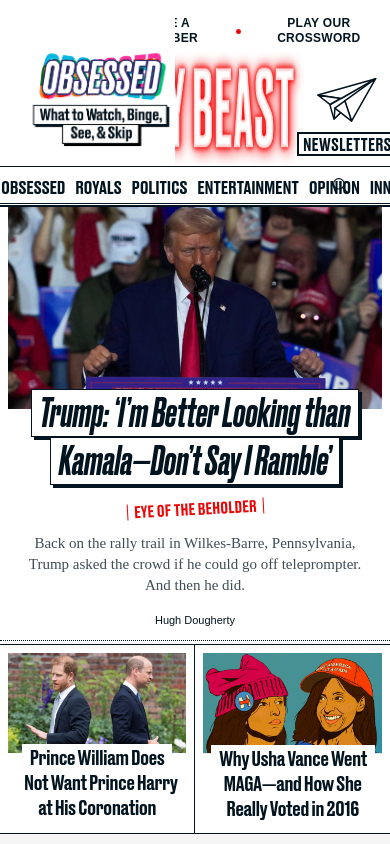 E A
BER
PLAY OUR
CROSSWORD
OBSESSED
What to Watch, Binge,
See, & Skip
Y BEAST
NEWSLETTERS
OBSESSED ROYALS POLITICS ENTERTAINMENT OPINION INN
Trump: ‘I’m Better Looking than
Kamala—Don’t Say I Ramble’
EYE OF THE BEHOLDER
Back on the rally trail in Wilkes-Barre, Pennsylvania,
Trump asked the crowd if he could go off teleprompter.
And then he did.
Hugh Dougherty
Prince William Does
Not Want Prince Harry
at His Coronation
Why Usha Vance Went
MAGA—and How She
Really Voted in 2016